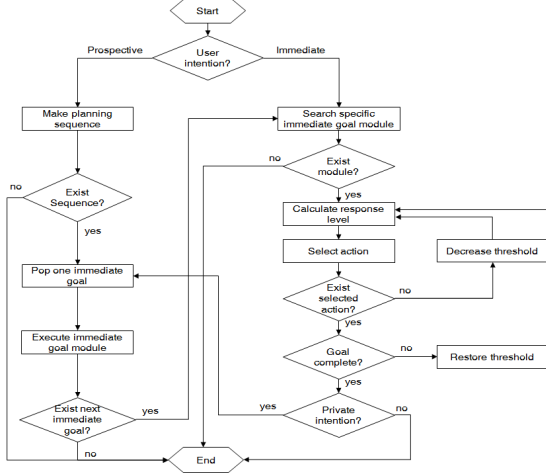 Start
Prospective
User
intention?
Immediate
Make planning
sequence
Search specific
immediate goal module
no
Exist
Sequence?
yes
no
Exist
module?
yes
Calculate response
level
Select action
Decrease threshold
Pop one immediate
goal
Exist
selected
action?
no
yes
Execute immediate
goal module
Goal
complete?
no
Restore threshold
yes
Exist next
immediate
goal?
yes
no
yes
Private
intention?
no
End